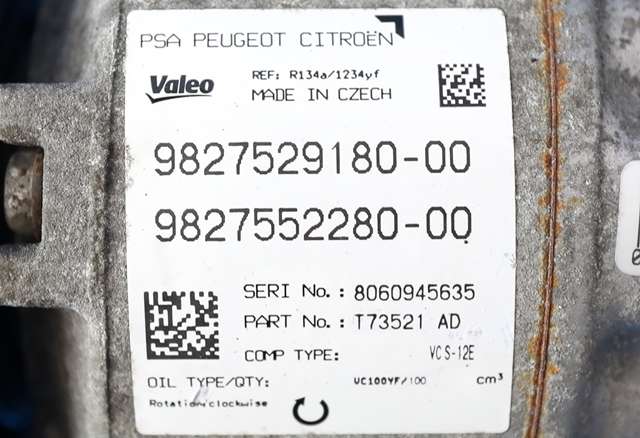 PSA PEUGEOT CITROËN
Valeo
REF: R134a/1234yf
MADE IN CZECH
9827529180-00
9827552280-00
SERI No.: 8060945635
PART No.: T73521 AD
COMP TYPE: VCS-12E
OIL TYPE/QTY: VC100YF/100 cm³
Rotation clockwise